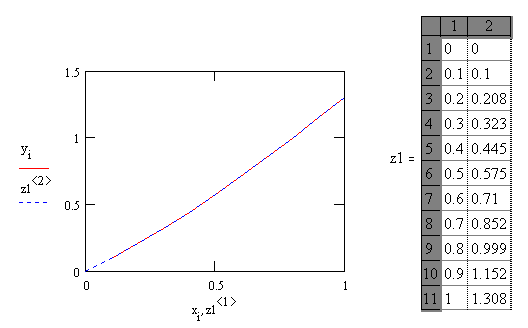 1.5
1
0.5
0
0
0.5
1
y_i
z1^<2>
x_i, z1^<1>
z1 =
1 2
1 0 0
2 0.1 0.1
3 0.2 0.208
4 0.3 0.323
5 0.4 0.445
6 0.5 0.575
7 0.6 0.71
8 0.7 0.852
9 0.8 0.999
10 0.9 1.152
11 1 1.308